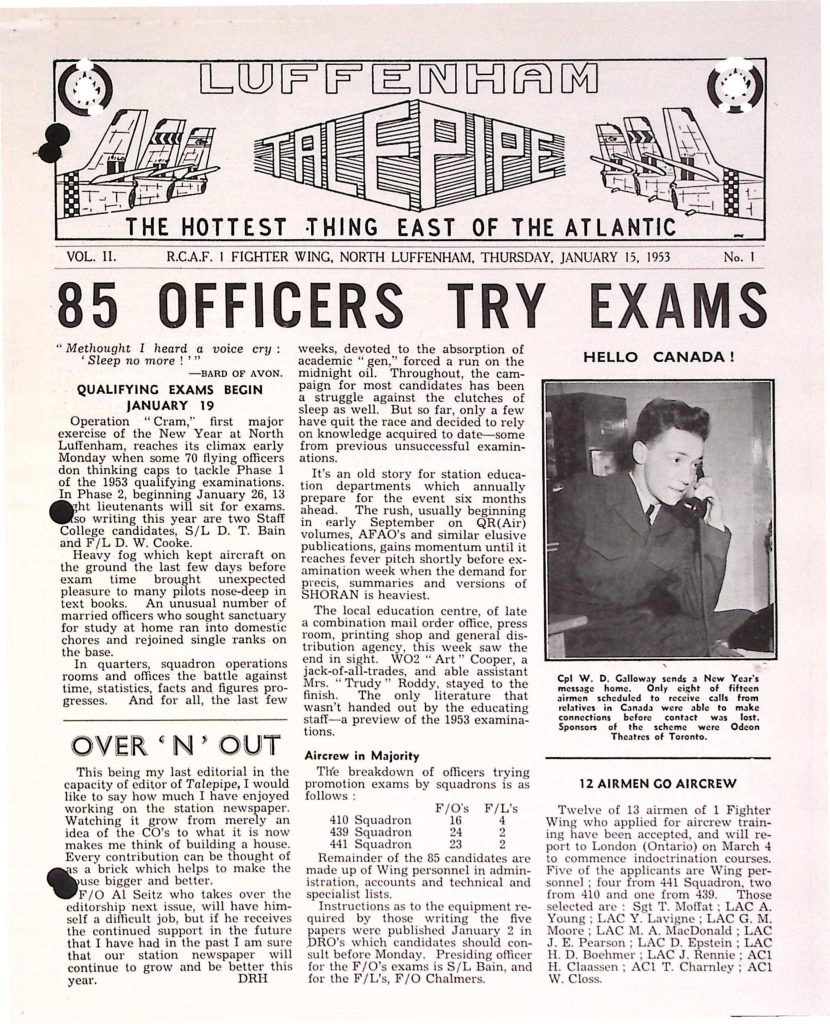 LUFFENHAM
TALEPIPE
THE HOTTEST THING EAST OF THE ATLANTIC
VOL. II. R.C.A.F. 1 FIGHTER WING, NORTH LUFFENHAM, THURSDAY, JANUARY 15, 1953 No. 1
85 OFFICERS TRY EXAMS
" Methought I heard a voice cry :
' Sleep no more ! ' "
—BARD OF AVON.
QUALIFYING EXAMS BEGIN
JANUARY 19
Operation " Cram," first major
exercise of the New Year at North
Luffenham, reaches its climax early
Monday when some 70 flying officers
don thinking caps to tackle Phase 1
of the 1953 qualifying examinations.
In Phase 2, beginning January 26, 13
ght lieutenants will sit for exams.
so writing this year are two Staff
College candidates, S/L D. T. Bain
and F/L D. W. Cooke.
Heavy fog which kept aircraft on
the ground the last few days before
exam time brought unexpected
pleasure to many pilots nose-deep in
text books. An unusual number of
married officers who sought sanctuary
for study at home ran into domestic
chores and rejoined single ranks on
the base.
In quarters, squadron operations
rooms and offices the battle against
time, statistics, facts and figures pro-
gresses. And for all, the last few
weeks, devoted to the absorption of
academic " gen," forced a run on the
midnight oil. Throughout, the cam-
paign for most candidates has been
a struggle against the clutches of
sleep as well. But so far, only a few
have quit the race and decided to rely
on knowledge acquired to date—some
from previous unsuccessful examin-
ations.
It's an old story for station educa-
tion departments which annually
prepare for the event six months
ahead. The rush, usually beginning
in early September on QR(Air)
volumes, AFAO's and similar elusive
publications, gains momentum until it
reaches fever pitch shortly before ex-
amination week when the demand for
precis, summaries and versions of
SHORAN is heaviest.
The local education centre, of late
a combination mail order office, press
room, printing shop and general dis-
tribution agency, this week saw the
end in sight. WO2 " Art " Cooper, a
jack-of-all-trades, and able assistant
Mrs. " Trudy " Roddy, stayed to the
finish. The only literature that
wasn't handed out by the educating
staff—a preview of the 1953 examina-
tions.
Aircrew in Majority
The breakdown of officers trying
promotion exams by squadrons is as
follows :
F/O's F/L's
410 Squadron 16 4
439 Squadron 24 2
441 Squadron 23 2
Remainder of the 85 candidates are
made up of Wing personnel in admin-
istration, accounts and technical and
specialist lists.
Instructions as to the equipment re-
quired by those writing the five
papers were published January 2 in
DRO's which candidates should con-
sult before Monday. Presiding officer
for the F/O's exams is S/L Bain, and
for the F/L's, F/O Chalmers.
OVER ' N ' OUT
This being my last editorial in the
capacity of editor of Talepipe, I would
like to say how much I have enjoyed
working on the station newspaper.
Watching it grow from merely an
idea of the CO's to what it is now
makes me think of building a house.
Every contribution can be thought of
as a brick which helps to make the
use bigger and better.
F/O Al Seitz who takes over the
editorship next issue, will have him-
self a difficult job, but if he receives
the continued support in the future
that I have had in the past I am sure
that our station newspaper will
continue to grow and be better this
year. DRH
HELLO CANADA !
Cpl W. D. Galloway sends a New Year's
message home. Only eight of fifteen
airmen scheduled to receive calls from
relatives in Canada were able to make
connections before contact was lost.
Sponsors of the scheme were Odeon
Theatres of Toronto.
12 AIRMEN GO AIRCREW
Twelve of 13 airmen of 1 Fighter
Wing who applied for aircrew train-
ing have been accepted, and will re-
port to London (Ontario) on March 4
to commence indoctrination courses.
Five of the applicants are Wing per-
sonnel ; four from 441 Squadron, two
from 410 and one from 439. Those
selected are : Sgt T. Moffat ; LAC A.
Young ; LAC Y. Lavigne ; LAC G. M.
Moore ; LAC M. A. MacDonald ; LAC
J. E. Pearson ; LAC D. Epstein ; LAC
H. D. Boehmer ; LAC J. Rennie ; AC1
H. Claassen ; AC1 T. Charnley ; AC1
W. Closs.